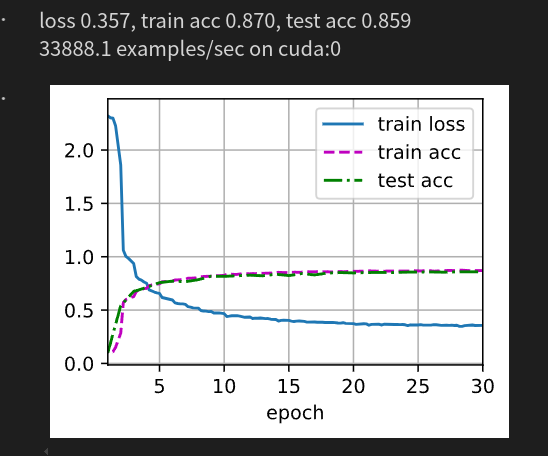 loss 0.357, train acc 0.870, test acc 0.859
33888.1 examples/sec on cuda:0
train loss
train acc
test acc
2.0
1.5
1.0
0.5
0.0
5 10 15 20 25 30
epoch